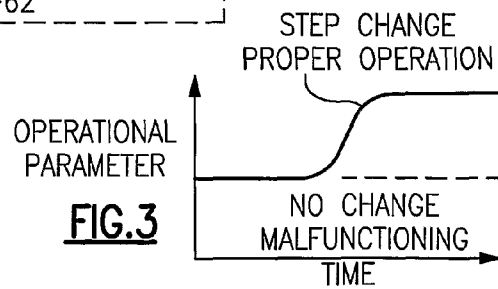 62
STEP CHANGE
PROPER OPERATION
OPERATIONAL
PARAMETER
FIG.3
NO CHANGE
MALFUNCTIONING
TIME